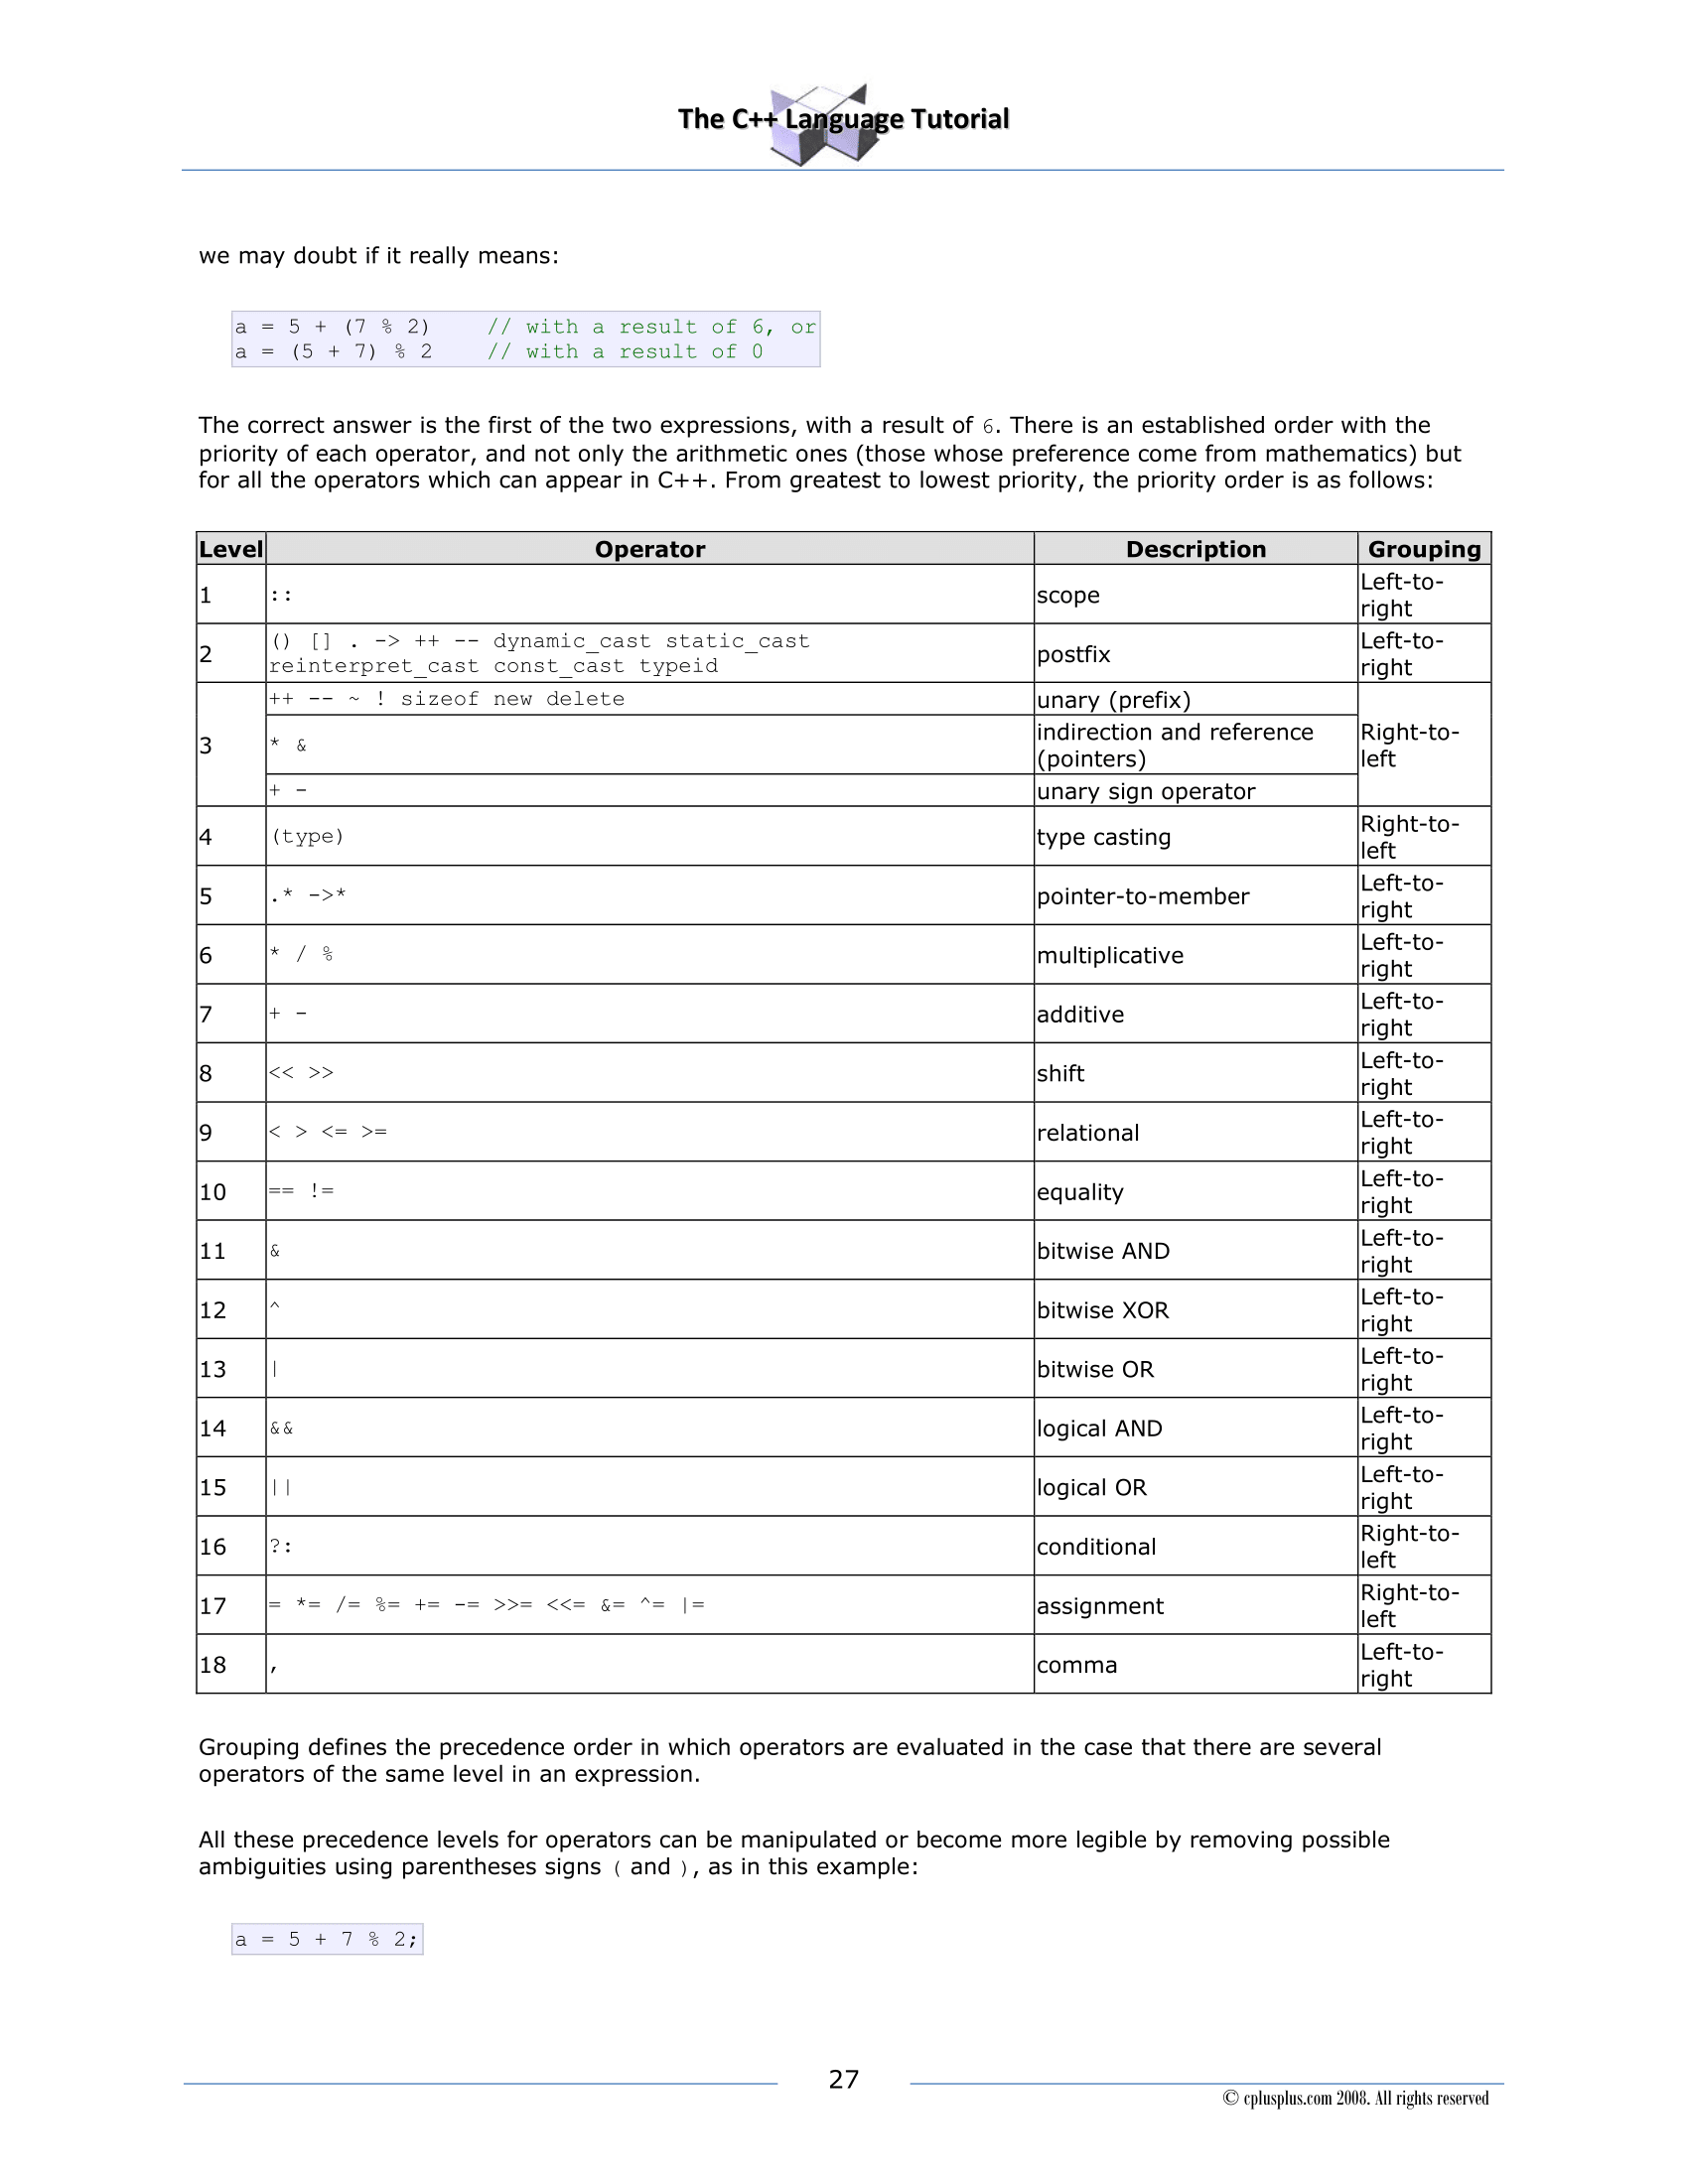 The C++ Language Tutorial
we may doubt if it really means:
a = 5 + (7 % 2)    // with a result of 6, or
a = (5 + 7) % 2    // with a result of 0
The correct answer is the first of the two expressions, with a result of 6. There is an established order with the
priority of each operator, and not only the arithmetic ones (those whose preference come from mathematics) but
for all the operators which can appear in C++. From greatest to lowest priority, the priority order is as follows:
Level Operator Description Grouping
1 :: scope Left-to-
right
2 () [] . -> ++ -- dynamic_cast static_cast
reinterpret_cast const_cast typeid postfix Left-to-
right
3 ++ -- ~ ! sizeof new delete unary (prefix) Right-to-
left
* & indirection and reference
(pointers)
+ - unary sign operator
4 (type) type casting Right-to-
left
5 .* ->* pointer-to-member Left-to-
right
6 * / % multiplicative Left-to-
right
7 + - additive Left-to-
right
8 << >> shift Left-to-
right
9 < > <= >= relational Left-to-
right
10 == != equality Left-to-
right
11 & bitwise AND Left-to-
right
12 ^ bitwise XOR Left-to-
right
13 | bitwise OR Left-to-
right
14 && logical AND Left-to-
right
15 || logical OR Left-to-
right
16 ?: conditional Right-to-
left
17 = *= /= %= += -= >>= <<= &= ^= |= assignment Right-to-
left
18 , comma Left-to-
right
Grouping defines the precedence order in which operators are evaluated in the case that there are several
operators of the same level in an expression.
All these precedence levels for operators can be manipulated or become more legible by removing possible
ambiguities using parentheses signs ( and ), as in this example:
a = 5 + 7 % 2;
27
© cplusplus.com 2008. All rights reserved